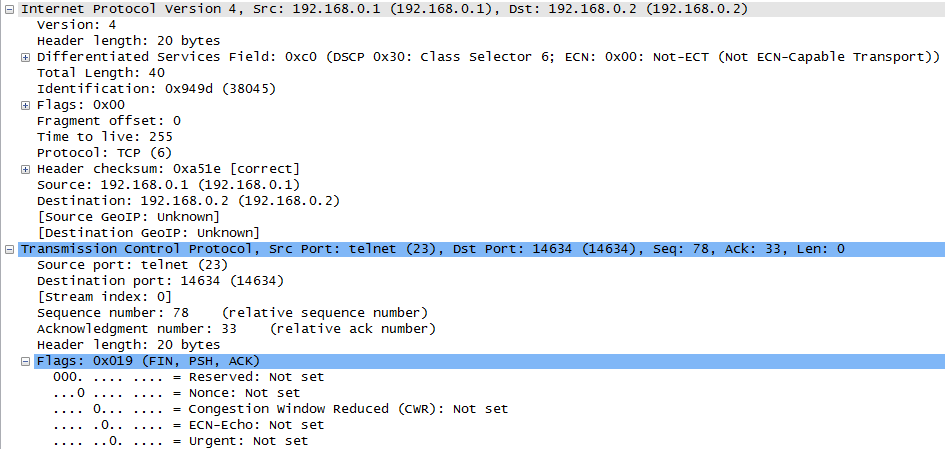 Internet Protocol Version 4, Src: 192.168.0.1 (192.168.0.1), Dst: 192.168.0.2 (192.168.0.2)
Version: 4
Header length: 20 bytes
Differentiated Services Field: 0xc0 (DSCP 0x30: Class Selector 6; ECN: 0x00: Not-ECT (Not ECN-Capable Transport))
Total Length: 40
Identification: 0x949d (38045)
Flags: 0x00
Fragment offset: 0
Time to live: 255
Protocol: TCP (6)
Header checksum: 0xa51e [correct]
Source: 192.168.0.1 (192.168.0.1)
Destination: 192.168.0.2 (192.168.0.2)
[Source GeoIP: Unknown]
[Destination GeoIP: Unknown]
Transmission Control Protocol, Src Port: telnet (23), Dst Port: 14634 (14634), Seq: 78, Ack: 33, Len: 0
Source port: telnet (23)
Destination port: 14634 (14634)
[Stream index: 0]
Sequence number: 78    (relative sequence number)
Acknowledgment number: 33    (relative ack number)
Header length: 20 bytes
Flags: 0x019 (FIN, PSH, ACK)
000. .... .... = Reserved: Not set
...0 .... .... = Nonce: Not set
.... 0... .... = Congestion Window Reduced (CWR): Not set
.... .0.. .... = ECN-Echo: Not set
.... ..0. .... = Urgent: Not set